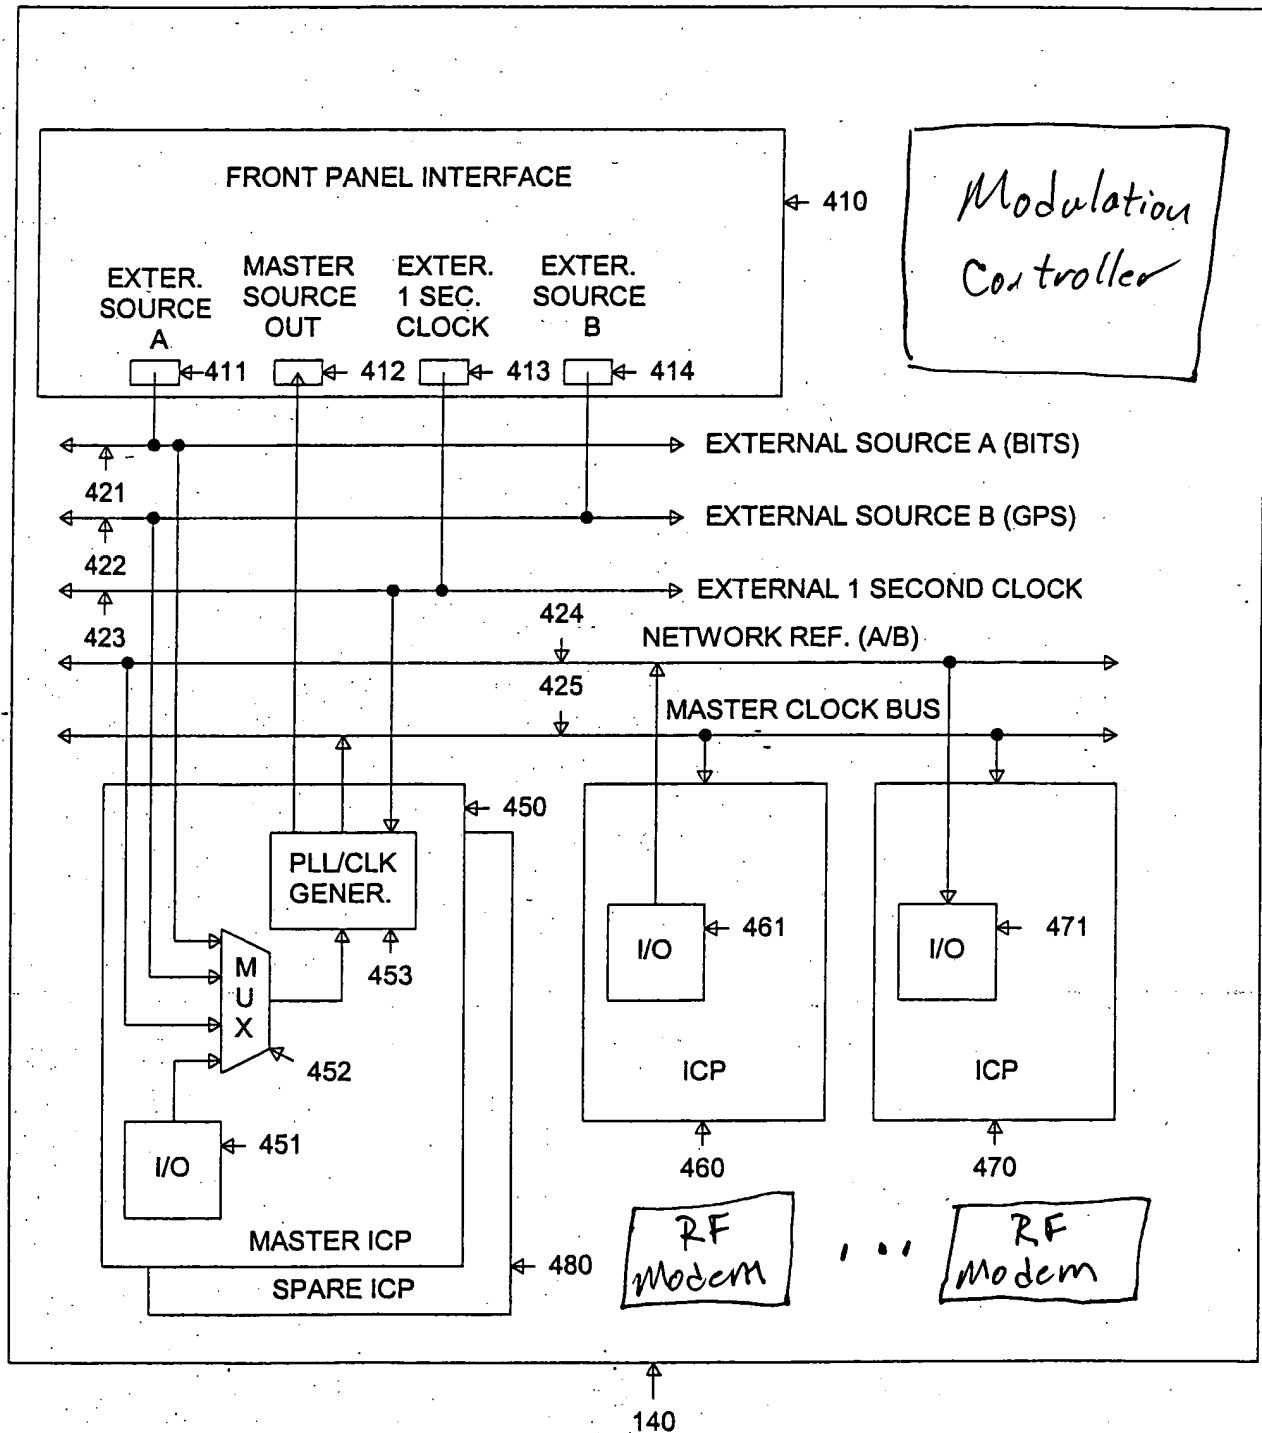 FRONT PANEL INTERFACE
410
Modulation
Controller
EXTER.
SOURCE
A
MASTER
SOURCE
OUT
EXTER.
1 SEC.
CLOCK
EXTER.
SOURCE
B
411
412
413
414
EXTERNAL SOURCE A (BITS)
421
EXTERNAL SOURCE B (GPS)
422
EXTERNAL 1 SECOND CLOCK
423
424
NETWORK REF. (A/B)
425
MASTER CLOCK BUS
450
PLL/CLK
GENER.
453
M
U
X
452
I/O
451
MASTER ICP
SPARE ICP
480
I/O
461
ICP
460
I/O
471
ICP
470
RF
Modem
...
RF
Modem
140